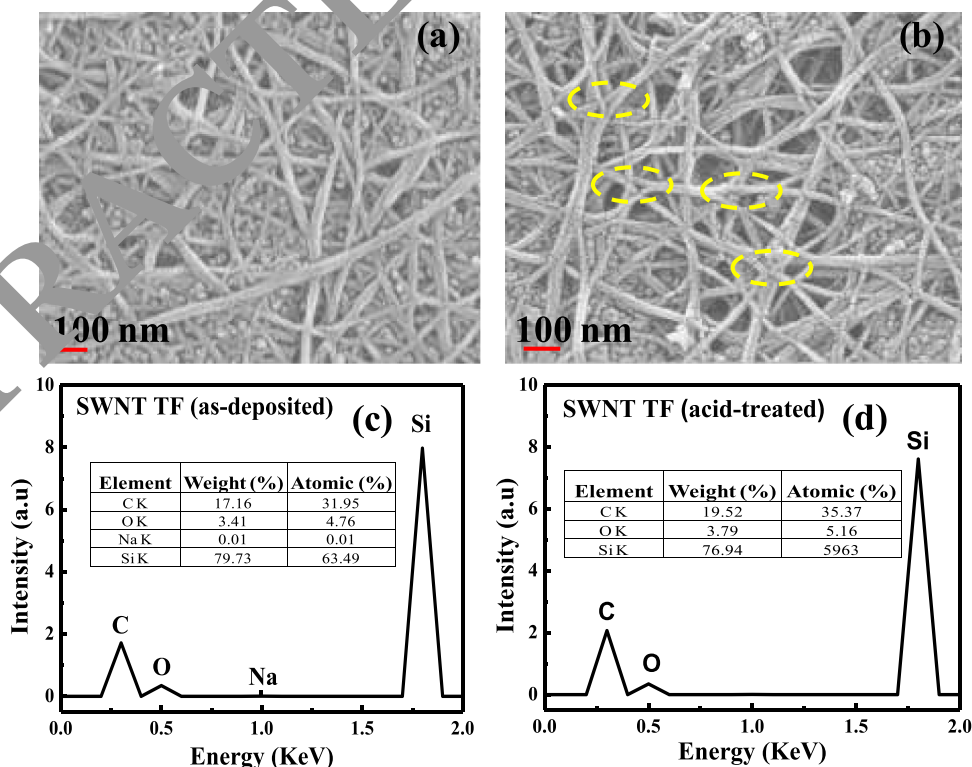 RACTE
(a)
(b)
100 nm
100 nm
SWNT TF (as-deposited)
(c)
Si
Element Weight (%) Atomic (%)
C K 17.16 31.95
O K 3.41 4.76
Na K 0.01 0.01
Si K 79.73 63.49
C
O
Na
10
8
6
4
2
0
Intensity (a.u)
0.0 0.5 1.0 1.5 2.0
Energy (KeV)
SWNT TF (acid-treated)
(d)
Si
Element Weight (%) Atomic (%)
C K 19.52 35.37
O K 3.79 5.16
Si K 76.94 5963
C
O
10
8
6
4
2
0
Intensity (a.u)
0.0 0.5 1.0 1.5 2.0
Energy (KeV)